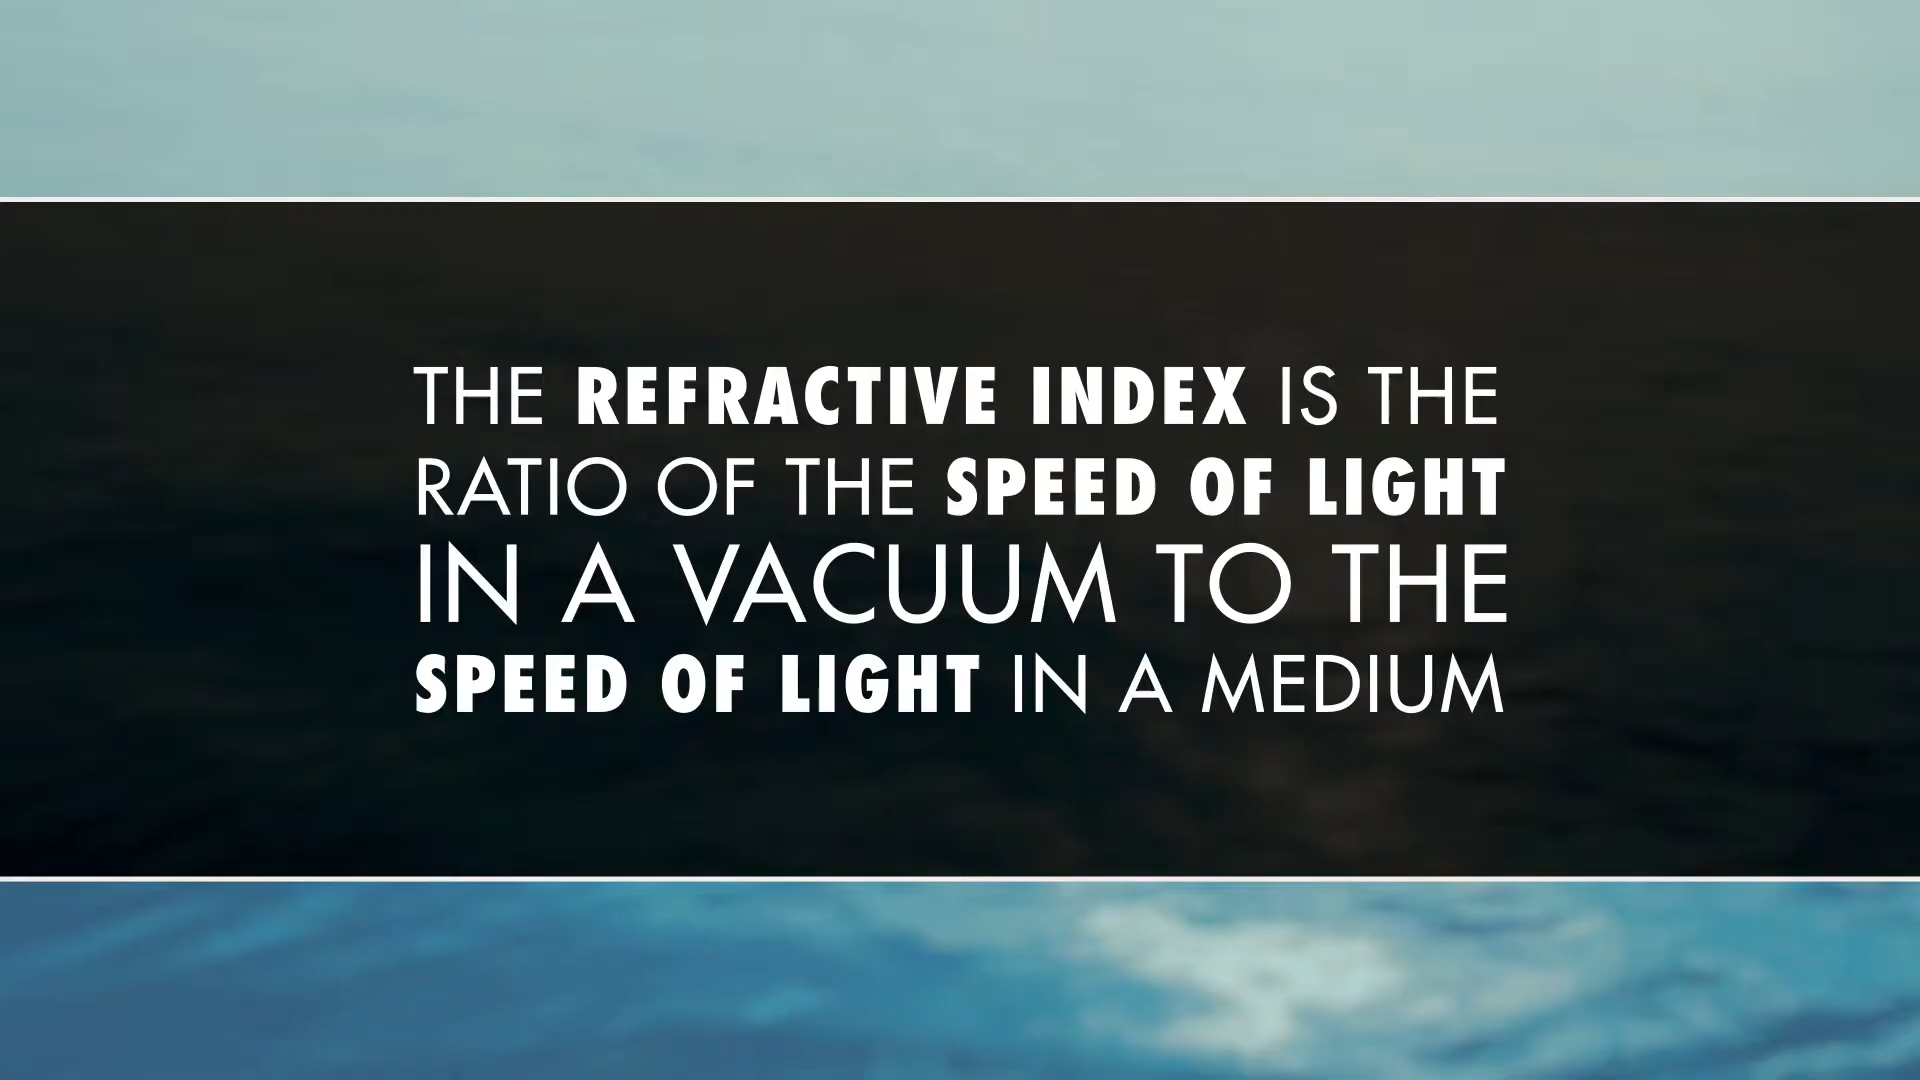 THE REFRACTIVE INDEX IS THE
RATIO OF THE SPEED OF LIGHT
IN A VACUUM TO THE
SPEED OF LIGHT IN A MEDIUM